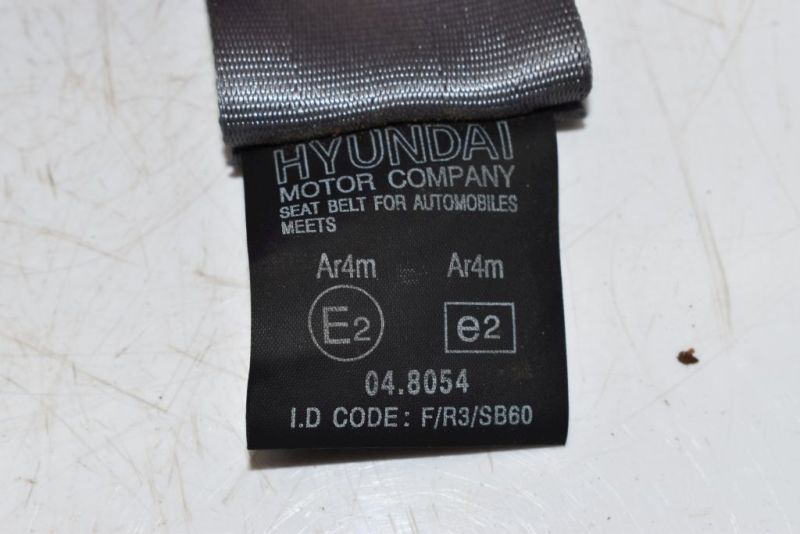 HYUNDAI
MOTOR COMPANY
SEAT BELT FOR AUTOMOBILES
MEETS
Ar4m Ar4m
E2 e2
04.8054
I.D CODE: F/R3/SB60